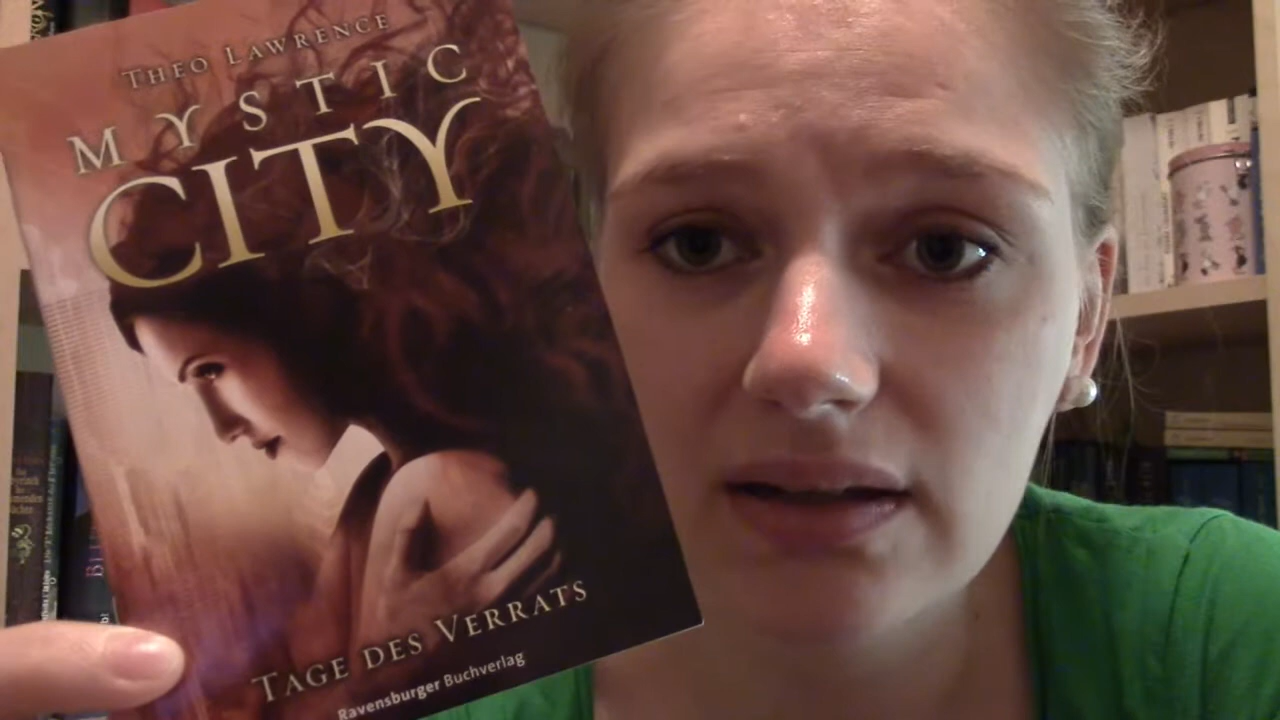 THEO LAWRENCE
MYSTIC
CITY
TAGE DES VERRATS
Ravensburger Buchverlag